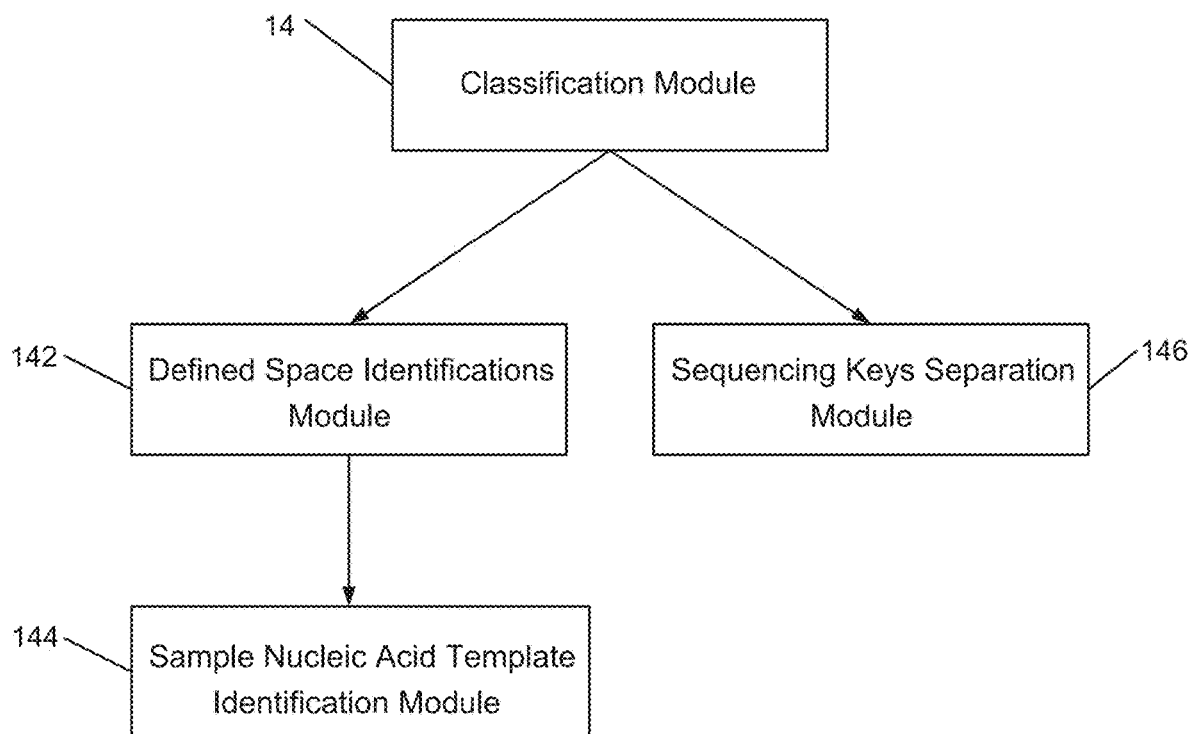 14
Classification Module
142
Defined Space Identifications
Module
Sequencing Keys Separation
Module
146
144
Sample Nucleic Acid Template
Identification Module